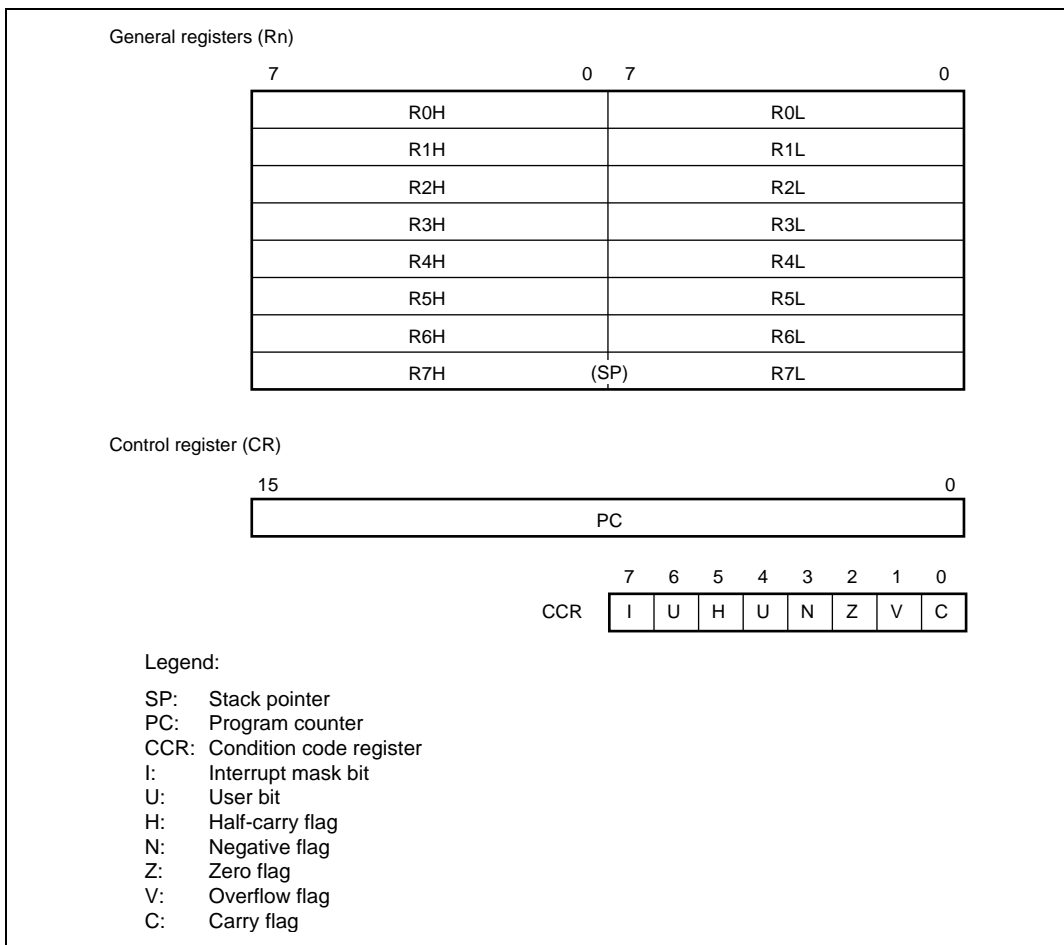 General registers (Rn)
7 0 7 0
R0H R0L
R1H R1L
R2H R2L
R3H R3L
R4H R4L
R5H R5L
R6H R6L
R7H (SP) R7L
Control register (CR)
15 0
PC
7 6 5 4 3 2 1 0
CCR I U H U N Z V C
Legend:
SP: Stack pointer
PC: Program counter
CCR: Condition code register
I: Interrupt mask bit
U: User bit
H: Half-carry flag
N: Negative flag
Z: Zero flag
V: Overflow flag
C: Carry flag